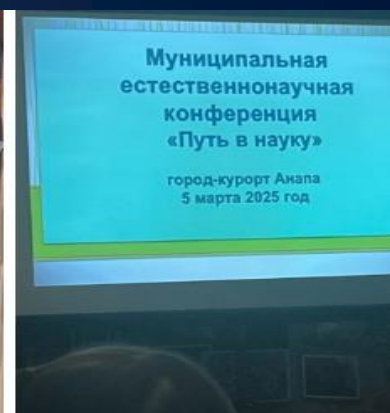 Муниципальная
естественнонаучная
конференция
«Путь в науку»
город-курорт Анапа
5 марта 2025 год